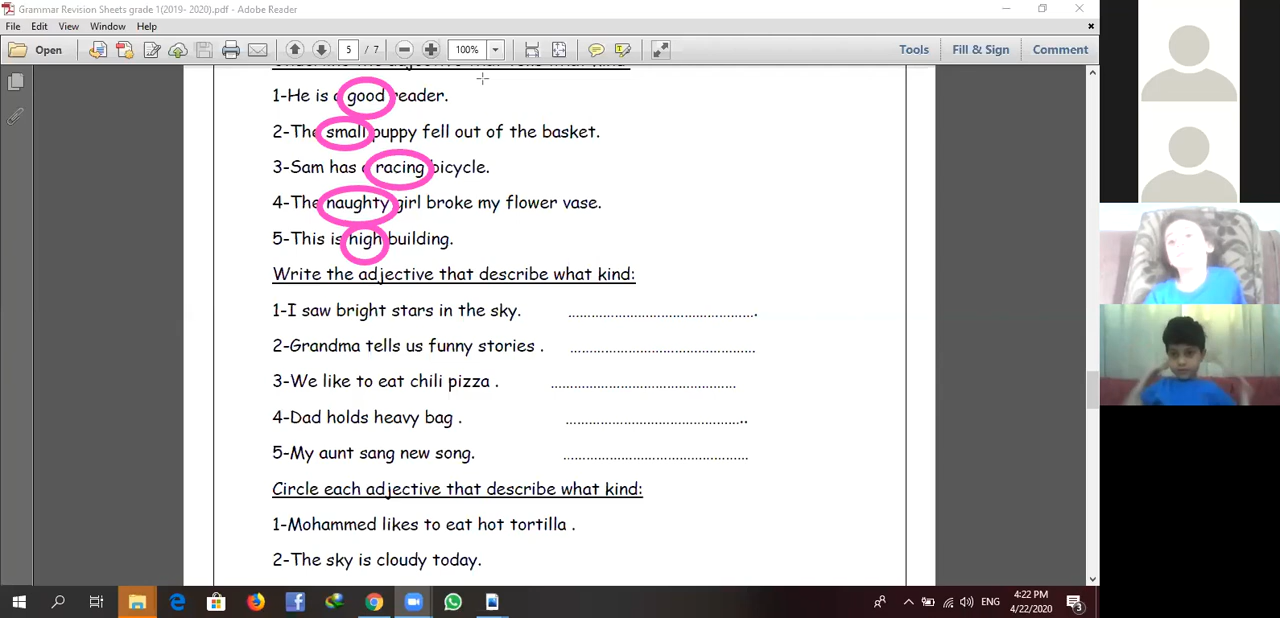 Grammar Revision Sheets grade 1(2019- 2020).pdf - Adobe Reader
File Edit View Window Help
Open 5 / 7 100% Tools Fill & Sign Comment
1-He is a good reader.
2-The small puppy fell out of the basket.
3-Sam has a racing bicycle.
4-The naughty girl broke my flower vase.
5-This is high building.
Write the adjective that describe what kind:
1-I saw bright stars in the sky. ..........................................
2-Grandma tells us funny stories . ..........................................
3-We like to eat chili pizza . ..........................................
4-Dad holds heavy bag . ..........................................
5-My aunt sang new song. ..........................................
Circle each adjective that describe what kind:
1-Mohammed likes to eat hot tortilla .
2-The sky is cloudy today.
ENG
4:22 PM
4/22/2020
3